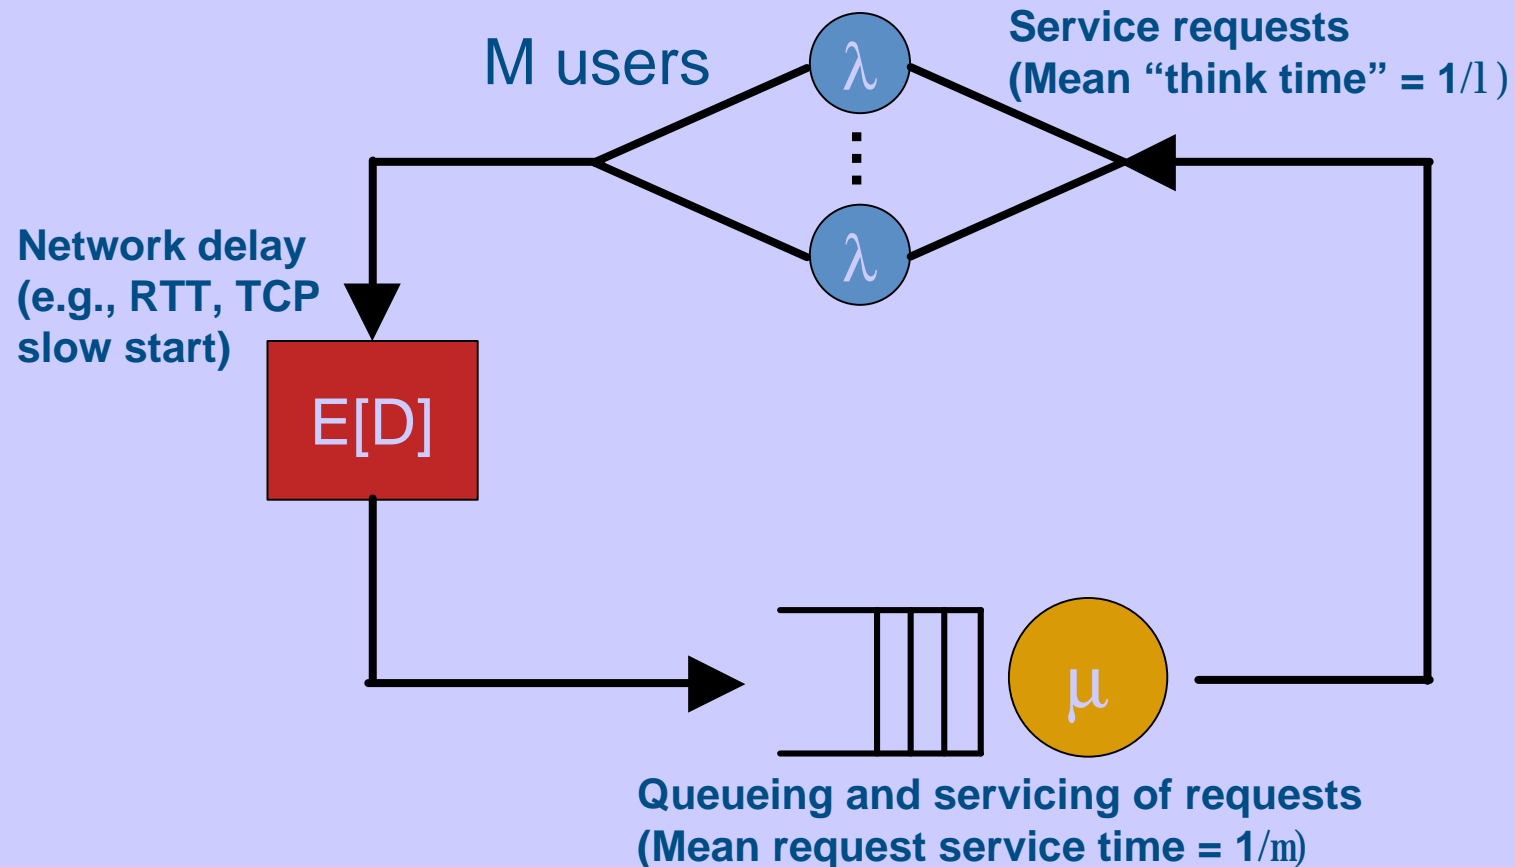 M users
λ
λ
Service requests
(Mean “think time” = 1/l )
Network delay
(e.g., RTT, TCP
slow start)
E[D]
μ
Queueing and servicing of requests
(Mean request service time = 1/m)